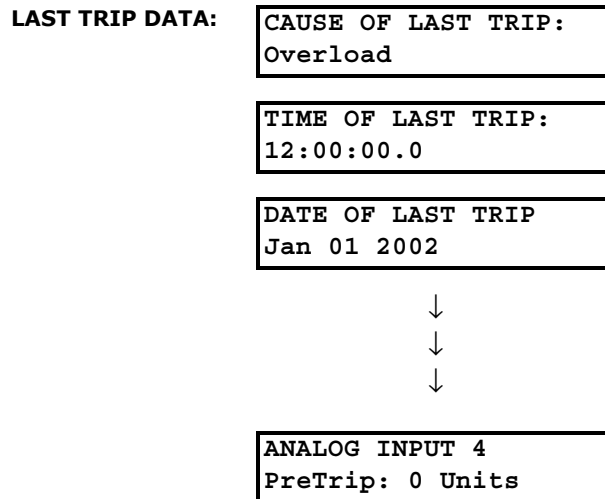 LAST TRIP DATA:
CAUSE OF LAST TRIP:
Overload
TIME OF LAST TRIP:
12:00:00.0
DATE OF LAST TRIP
Jan 01 2002
↓
↓
↓
ANALOG INPUT 4
PreTrip: 0 Units